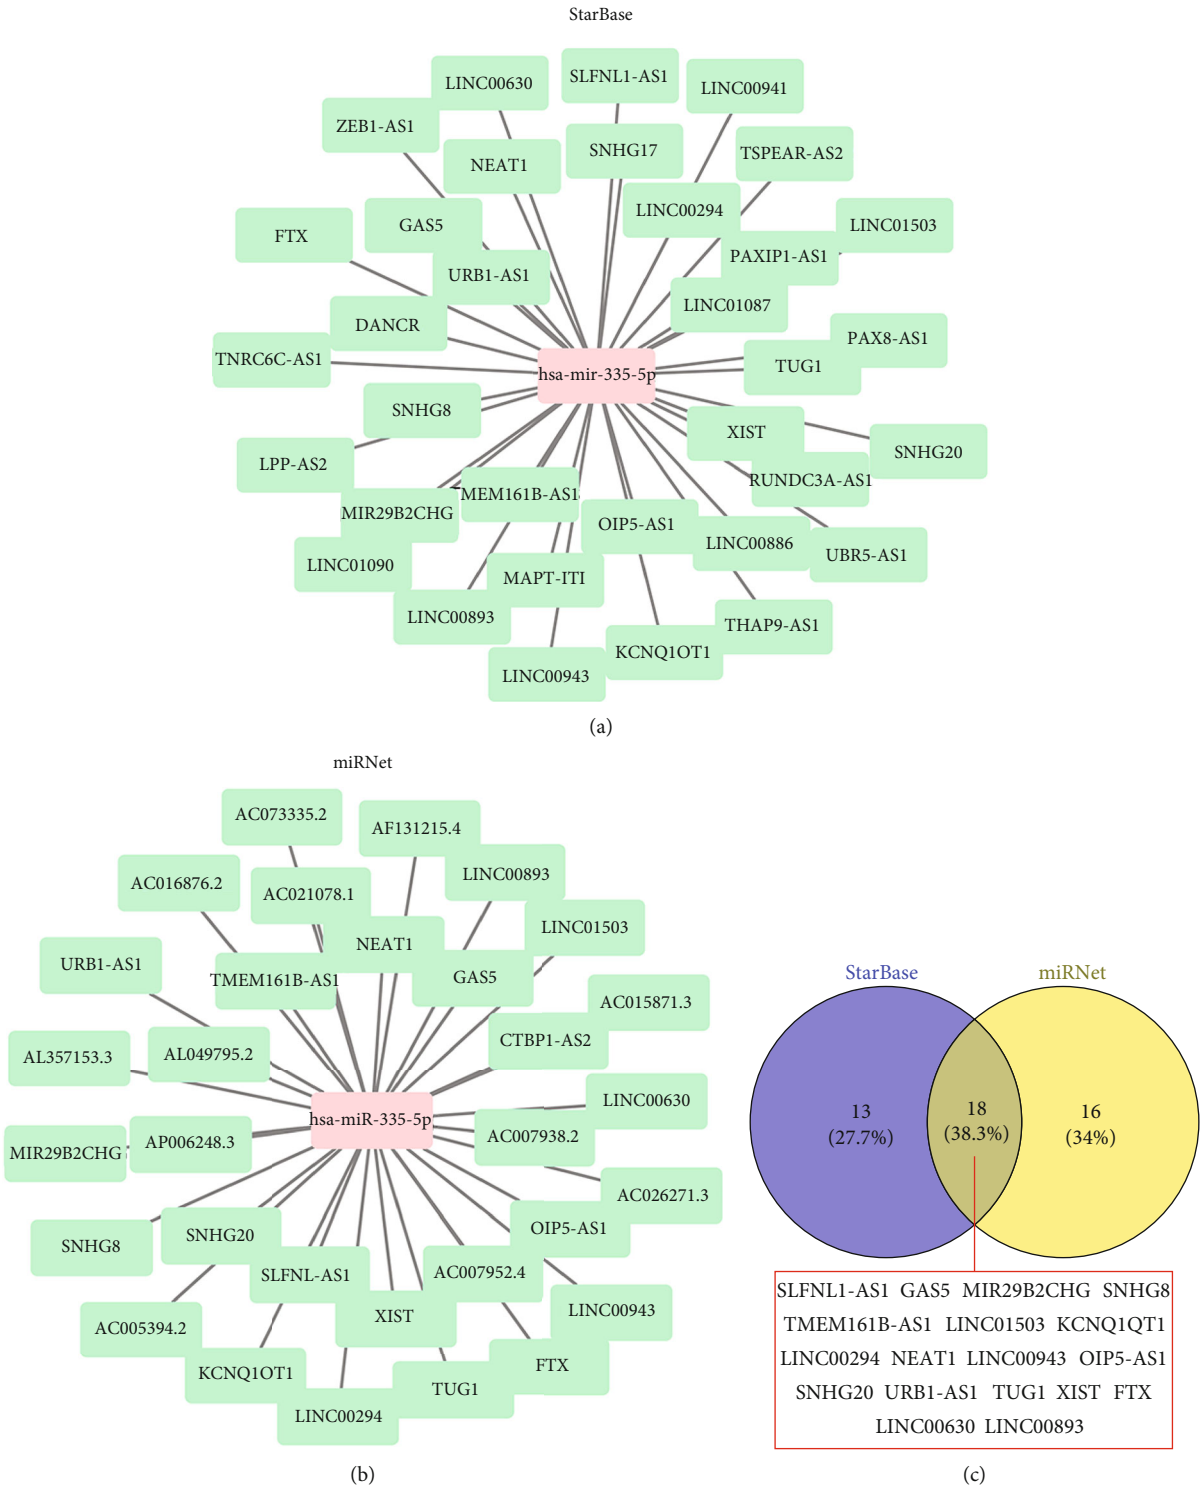 StarBase
LINC00630
SLFNL1-AS1
LINC00941
ZEB1-AS1
NEAT1
SNHG17
TSPEAR-AS2
LINC00294
LINC01503
FTX
GAS5
PAXIP1-AS1
URB1-AS1
LINC01087
DANCR
PAX8-AS1
TNRC6C-AS1
hsa-mir-335-5p
TUG1
SNHG8
XIST
SNHG20
LPP-AS2
RUNDC3A-AS1
TMEM161B-AS1
MIR29B2CHG
OIP5-AS1
LINC00886
UBR5-AS1
LINC01090
MAPT-ITI
LINC00893
THAP9-AS1
KCNQ1OT1
LINC00943
(a)
miRNet
AC073335.2
AF131215.4
LINC00893
AC016876.2
AC021078.1
LINC01503
NEAT1
URB1-AS1
TMEM161B-AS1
GAS5
AC015871.3
CTBP1-AS2
AL357153.3
AL049795.2
LINC00630
hsa-miR-335-5p
AC007938.2
MIR29B2CHG
AP006248.3
AC026271.3
OIP5-AS1
SNHG8
SNHG20
SLFNL-AS1
AC007952.4
LINC00943
XIST
AC005394.2
KCNQ1OT1
FTX
TUG1
LINC00294
(b)
StarBase
miRNet
13
(27.7%)
18
(38.3%)
16
(34%)
SLFNL1-AS1 GAS5 MIR29B2CHG SNHG8
TMEM161B-AS1 LINC01503 KCNQ1QT1
LINC00294 NEAT1 LINC00943 OIP5-AS1
SNHG20 URB1-AS1 TUG1 XIST FTX
LINC00630 LINC00893
(c)